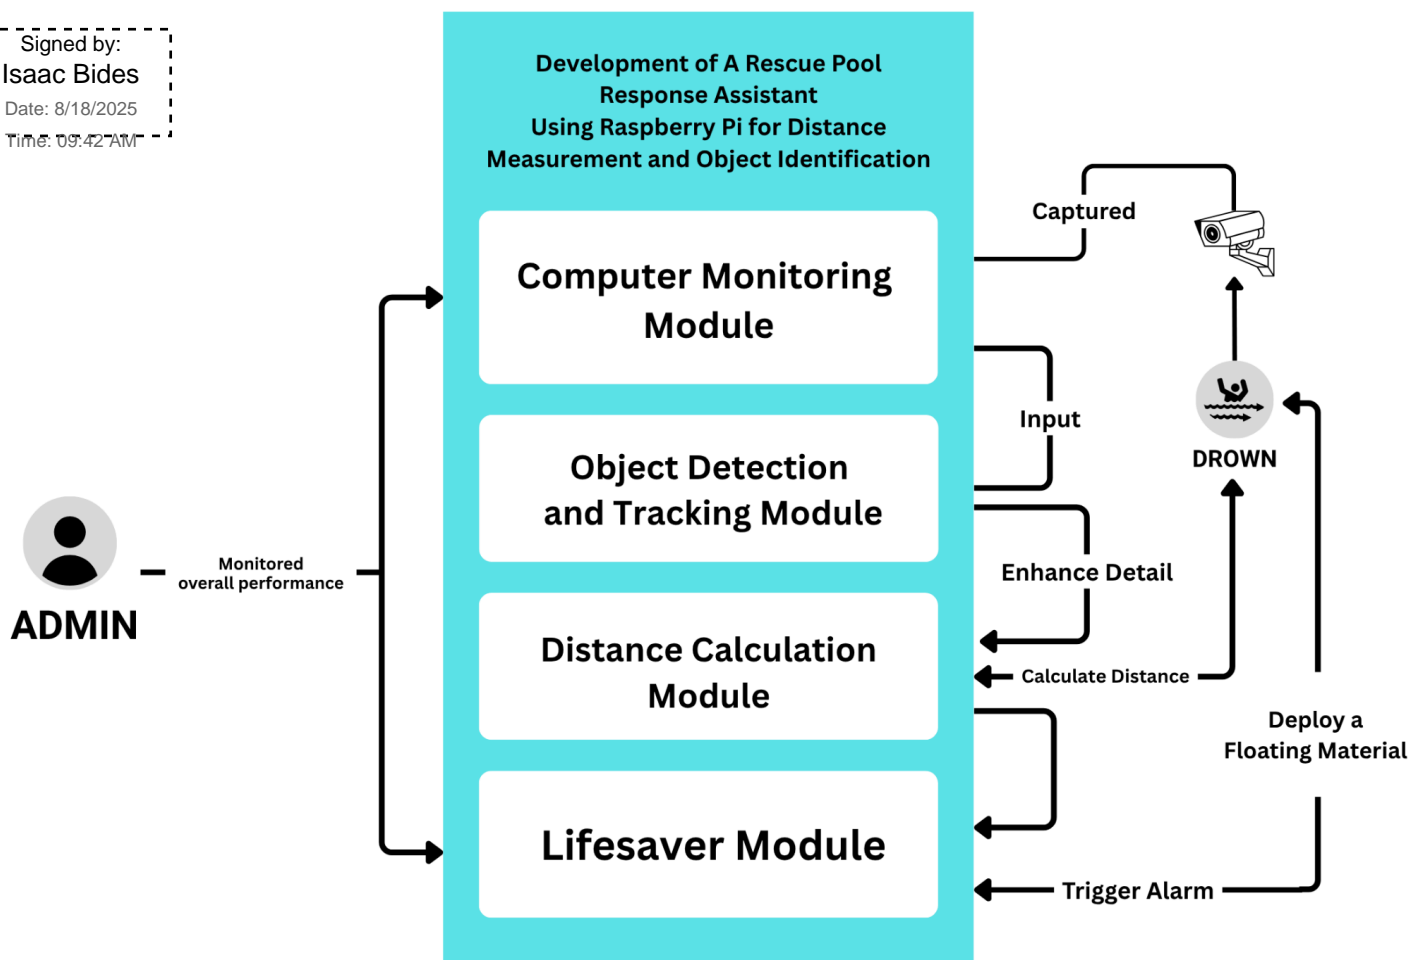 Signed by:
Isaac Bides
Date: 8/18/2025
Time: 09:42 AM
Development of A Rescue Pool
Response Assistant
Using Raspberry Pi for Distance
Measurement and Object Identification
Captured
Computer Monitoring
Module
Input
Object Detection
and Tracking Module
DROWN
Monitored
overall performance
ADMIN
Enhance Detail
Distance Calculation
Module
Calculate Distance
Deploy a
Floating Material
Lifesaver Module
Trigger Alarm